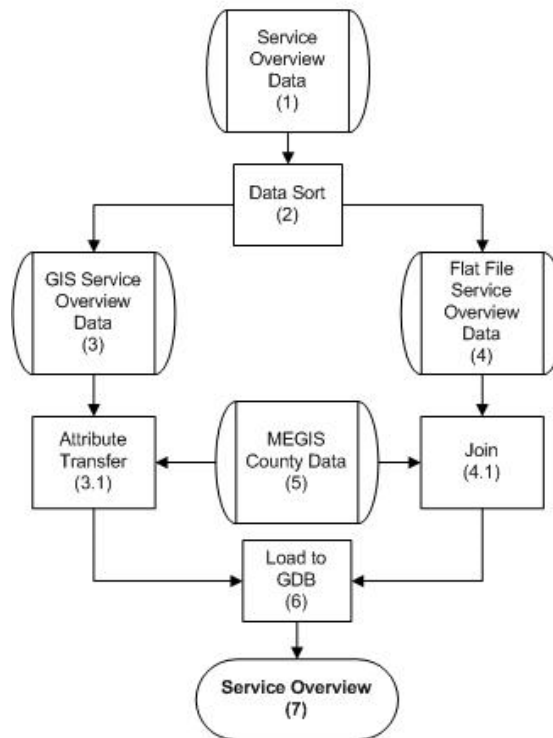 Service
Overview
Data
(1)
Data Sort
(2)
GIS Service
Overview
Data
(3)
Flat File
Service
Overview
Data
(4)
Attribute
Transfer
(3.1)
MEGIS
County Data
(5)
Join
(4.1)
Load to
GDB
(6)
Service Overview
(7)